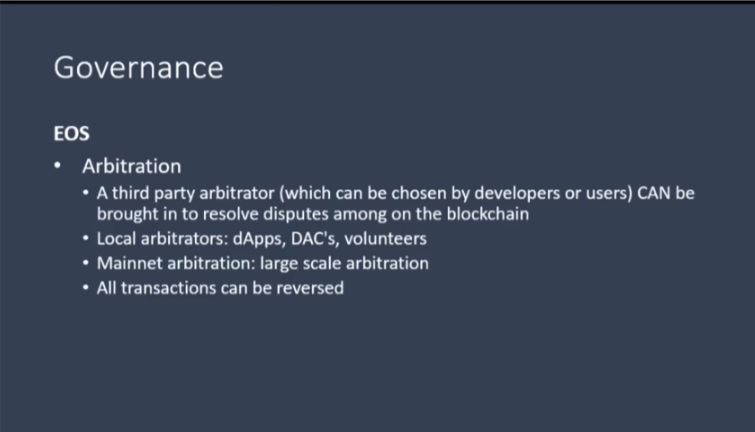 Governance
EOS
• Arbitration
• A third party arbitrator (which can be chosen by developers or users) CAN be
brought in to resolve disputes among on the blockchain
• Local arbitrators: dApps, DAC's, volunteers
• Mainnet arbitration: large scale arbitration
• All transactions can be reversed